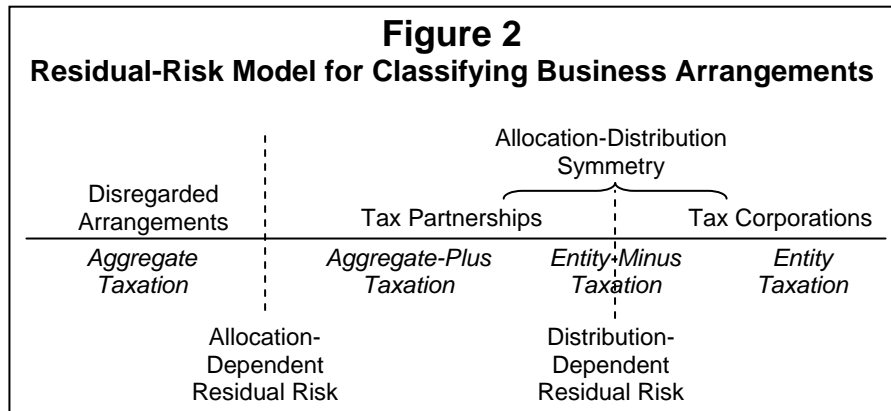 Figure 2
Residual-Risk Model for Classifying Business Arrangements
Allocation-Distribution
Symmetry
Disregarded
Arrangements
Tax Partnerships
Tax Corporations
Aggregate
Taxation
Aggregate-Plus
Taxation
Entity-Minus
Taxation
Entity
Taxation
Allocation-
Dependent
Residual Risk
Distribution-
Dependent
Residual Risk